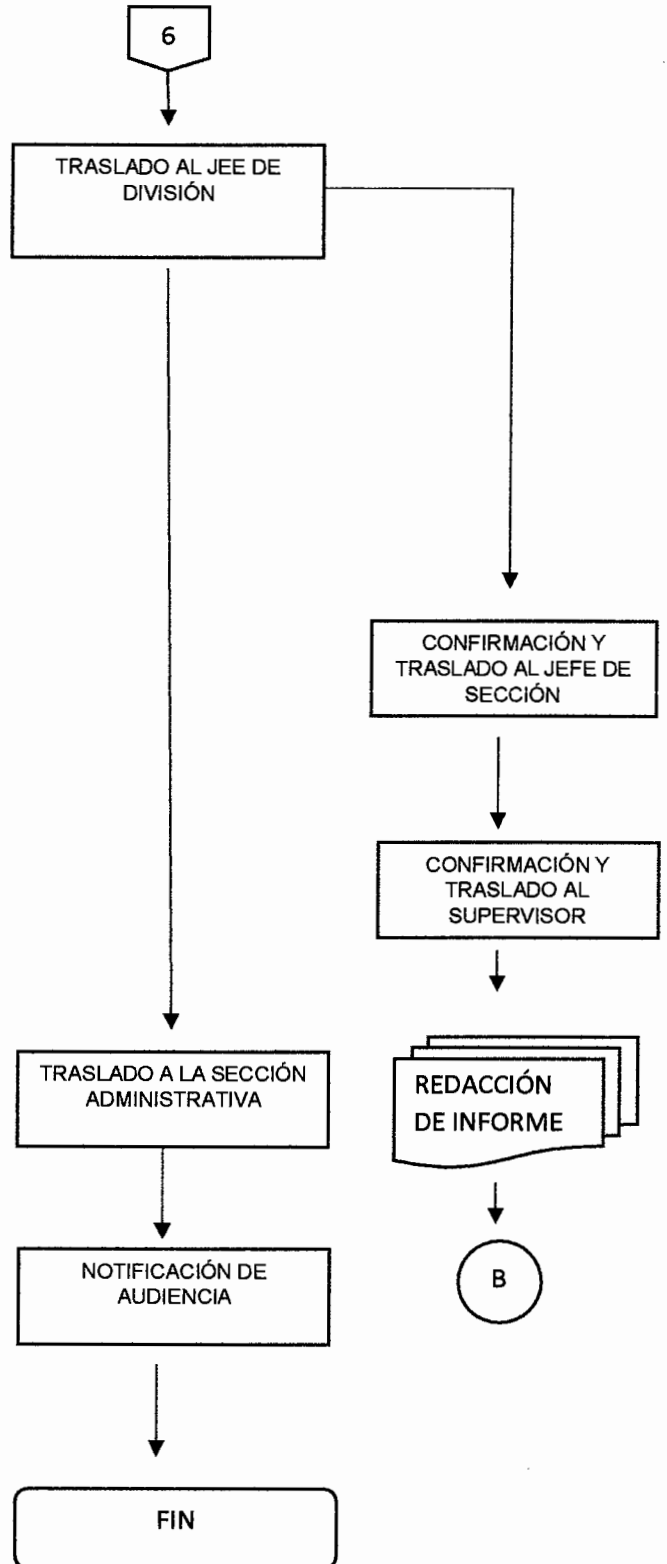 6
TRASLADO AL JEE DE
DIVISIÓN
CONFIRMACIÓN Y
TRASLADO AL JEFE DE
SECCIÓN
CONFIRMACIÓN Y
TRASLADO AL
SUPERVISOR
TRASLADO A LA SECCIÓN
ADMINISTRATIVA
REDACCIÓN
DE INFORME
NOTIFICACIÓN DE
AUDIENCIA
B
FIN